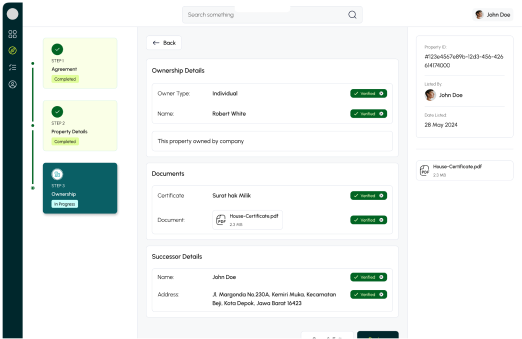 Search something
John Doe
STEP 1
Agreement
Completed
STEP 2
Property Details
Completed
STEP 3
Ownership
In Progress
Back
Ownership Details
Owner Type:
Individual
Verified
Name:
Robert White
Verified
This property owned by company
Documents
Certificate
Surat hak Milik
Verified
Document:
PDF
House-Certificate.pdf
2.3 MB
Verified
Successor Details
Name:
John Doe
Verified
Address
Jl. Margonda No.230A, Kemiri Muka, Kecamatan
Beji, Kota Depok, Jawa Barat 16423
Verified
Property ID:
#123e4567e89b-12d3-456-426
614174000
Listed By
John Doe
Date Listed:
28 May 2024
PDF
House-Certificate.pdf
2.3 MB